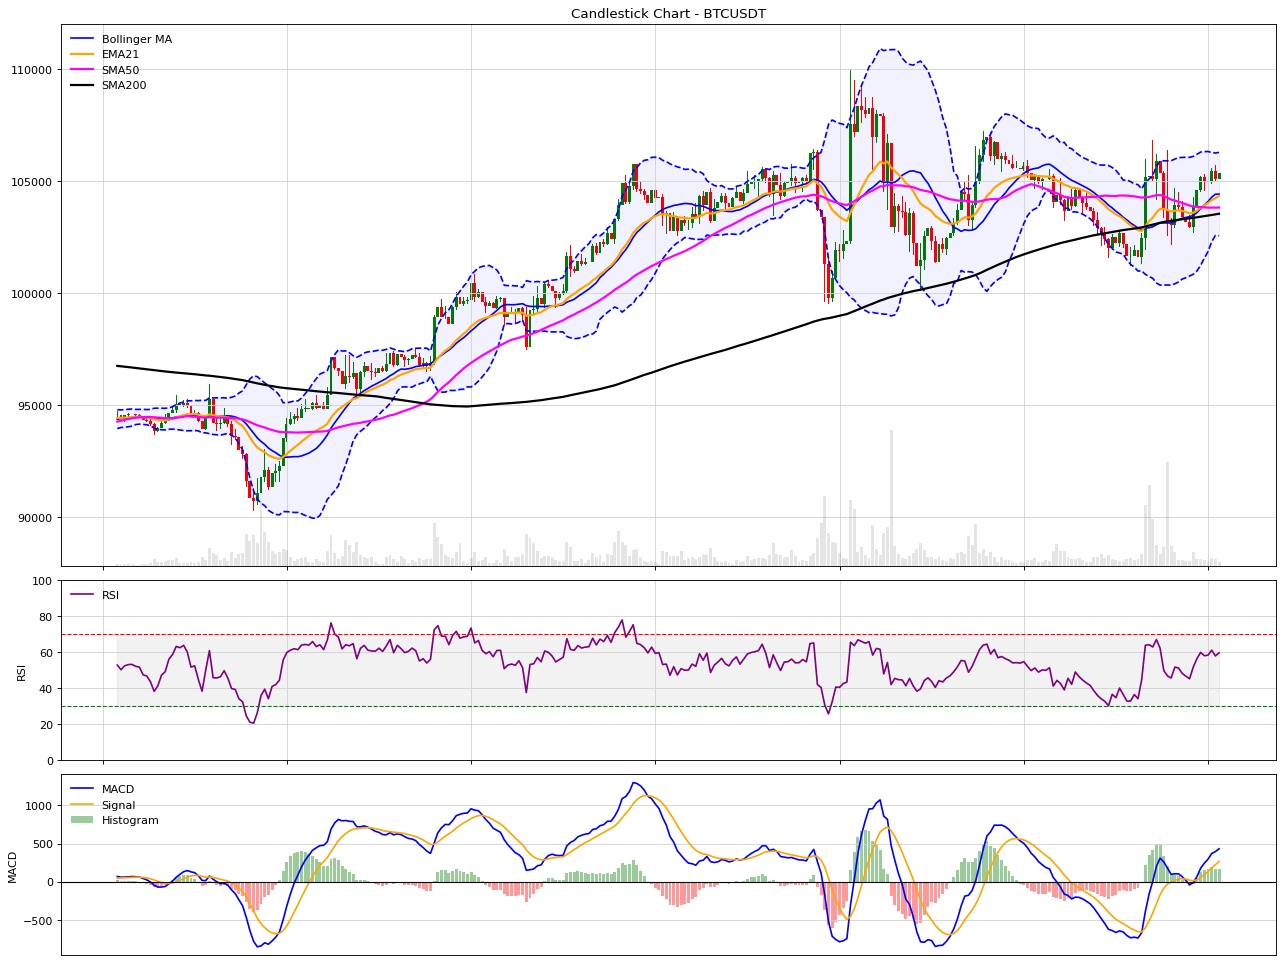 Candlestick Chart - BTCUSDT
Bollinger MA
EMA21
SMA50
SMA200
110000
105000
100000
95000
90000
RSI
100
80
60
40
20
0
RSI
MACD
Signal
Histogram
1000
500
0
−500
MACD